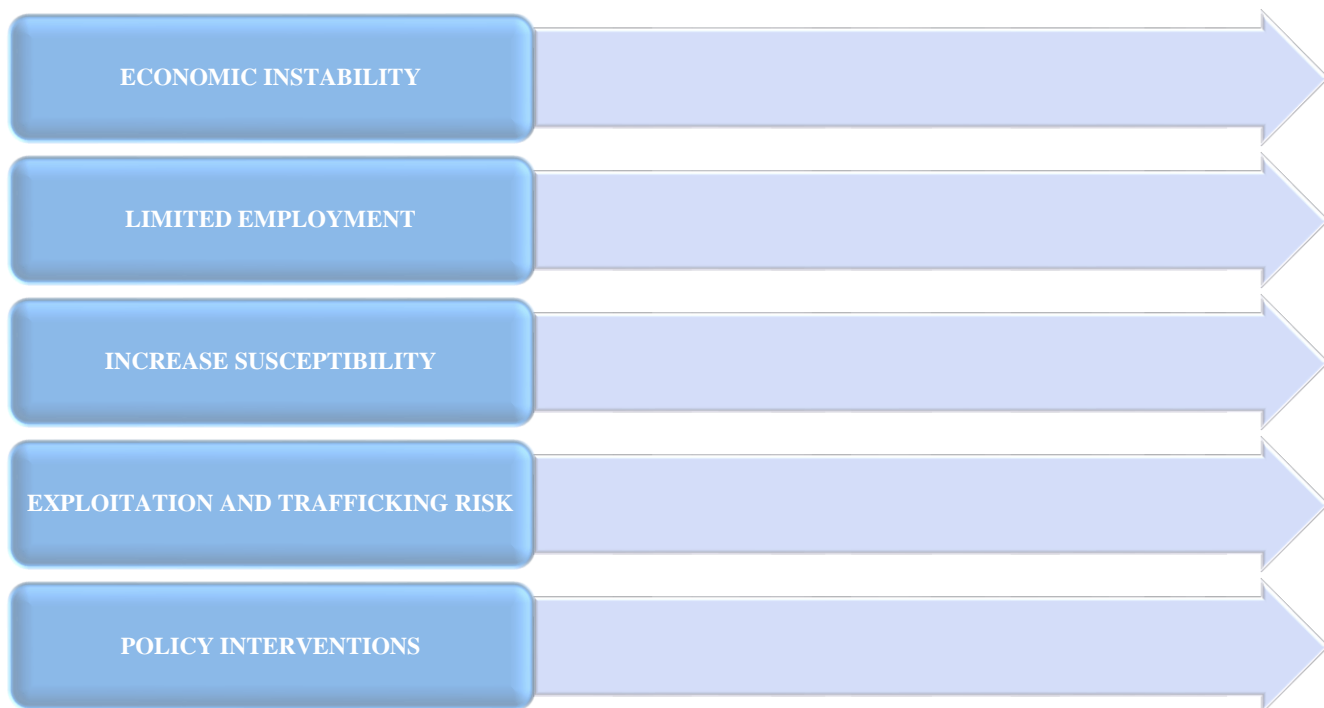 ECONOMIC INSTABILITY
LIMITED EMPLOYMENT
INCREASE SUSCEPTIBILITY
EXPLOITATION AND TRAFFICKING RISK
POLICY INTERVENTIONS